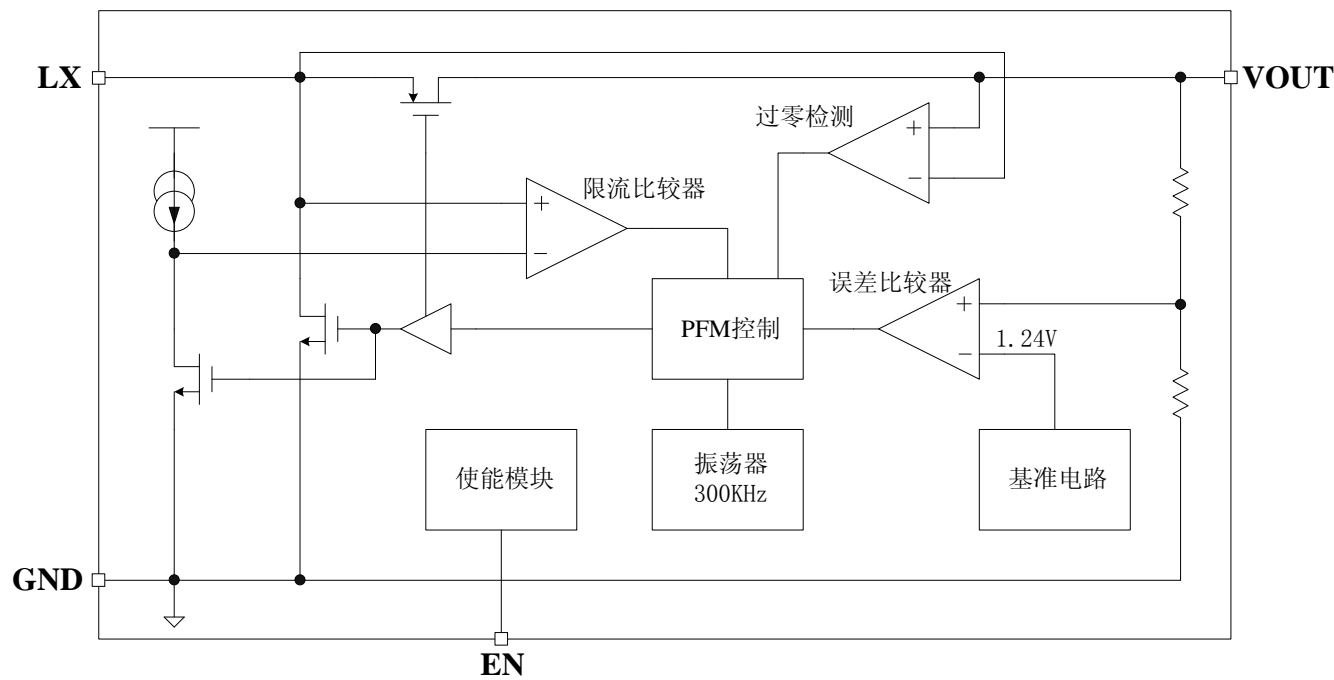 LX
VOUT
过零检测
+
−
限流比较器
+
−
误差比较器
+
1.24V
−
PFM控制
使能模块
振荡器
300KHz
基准电路
GND
EN